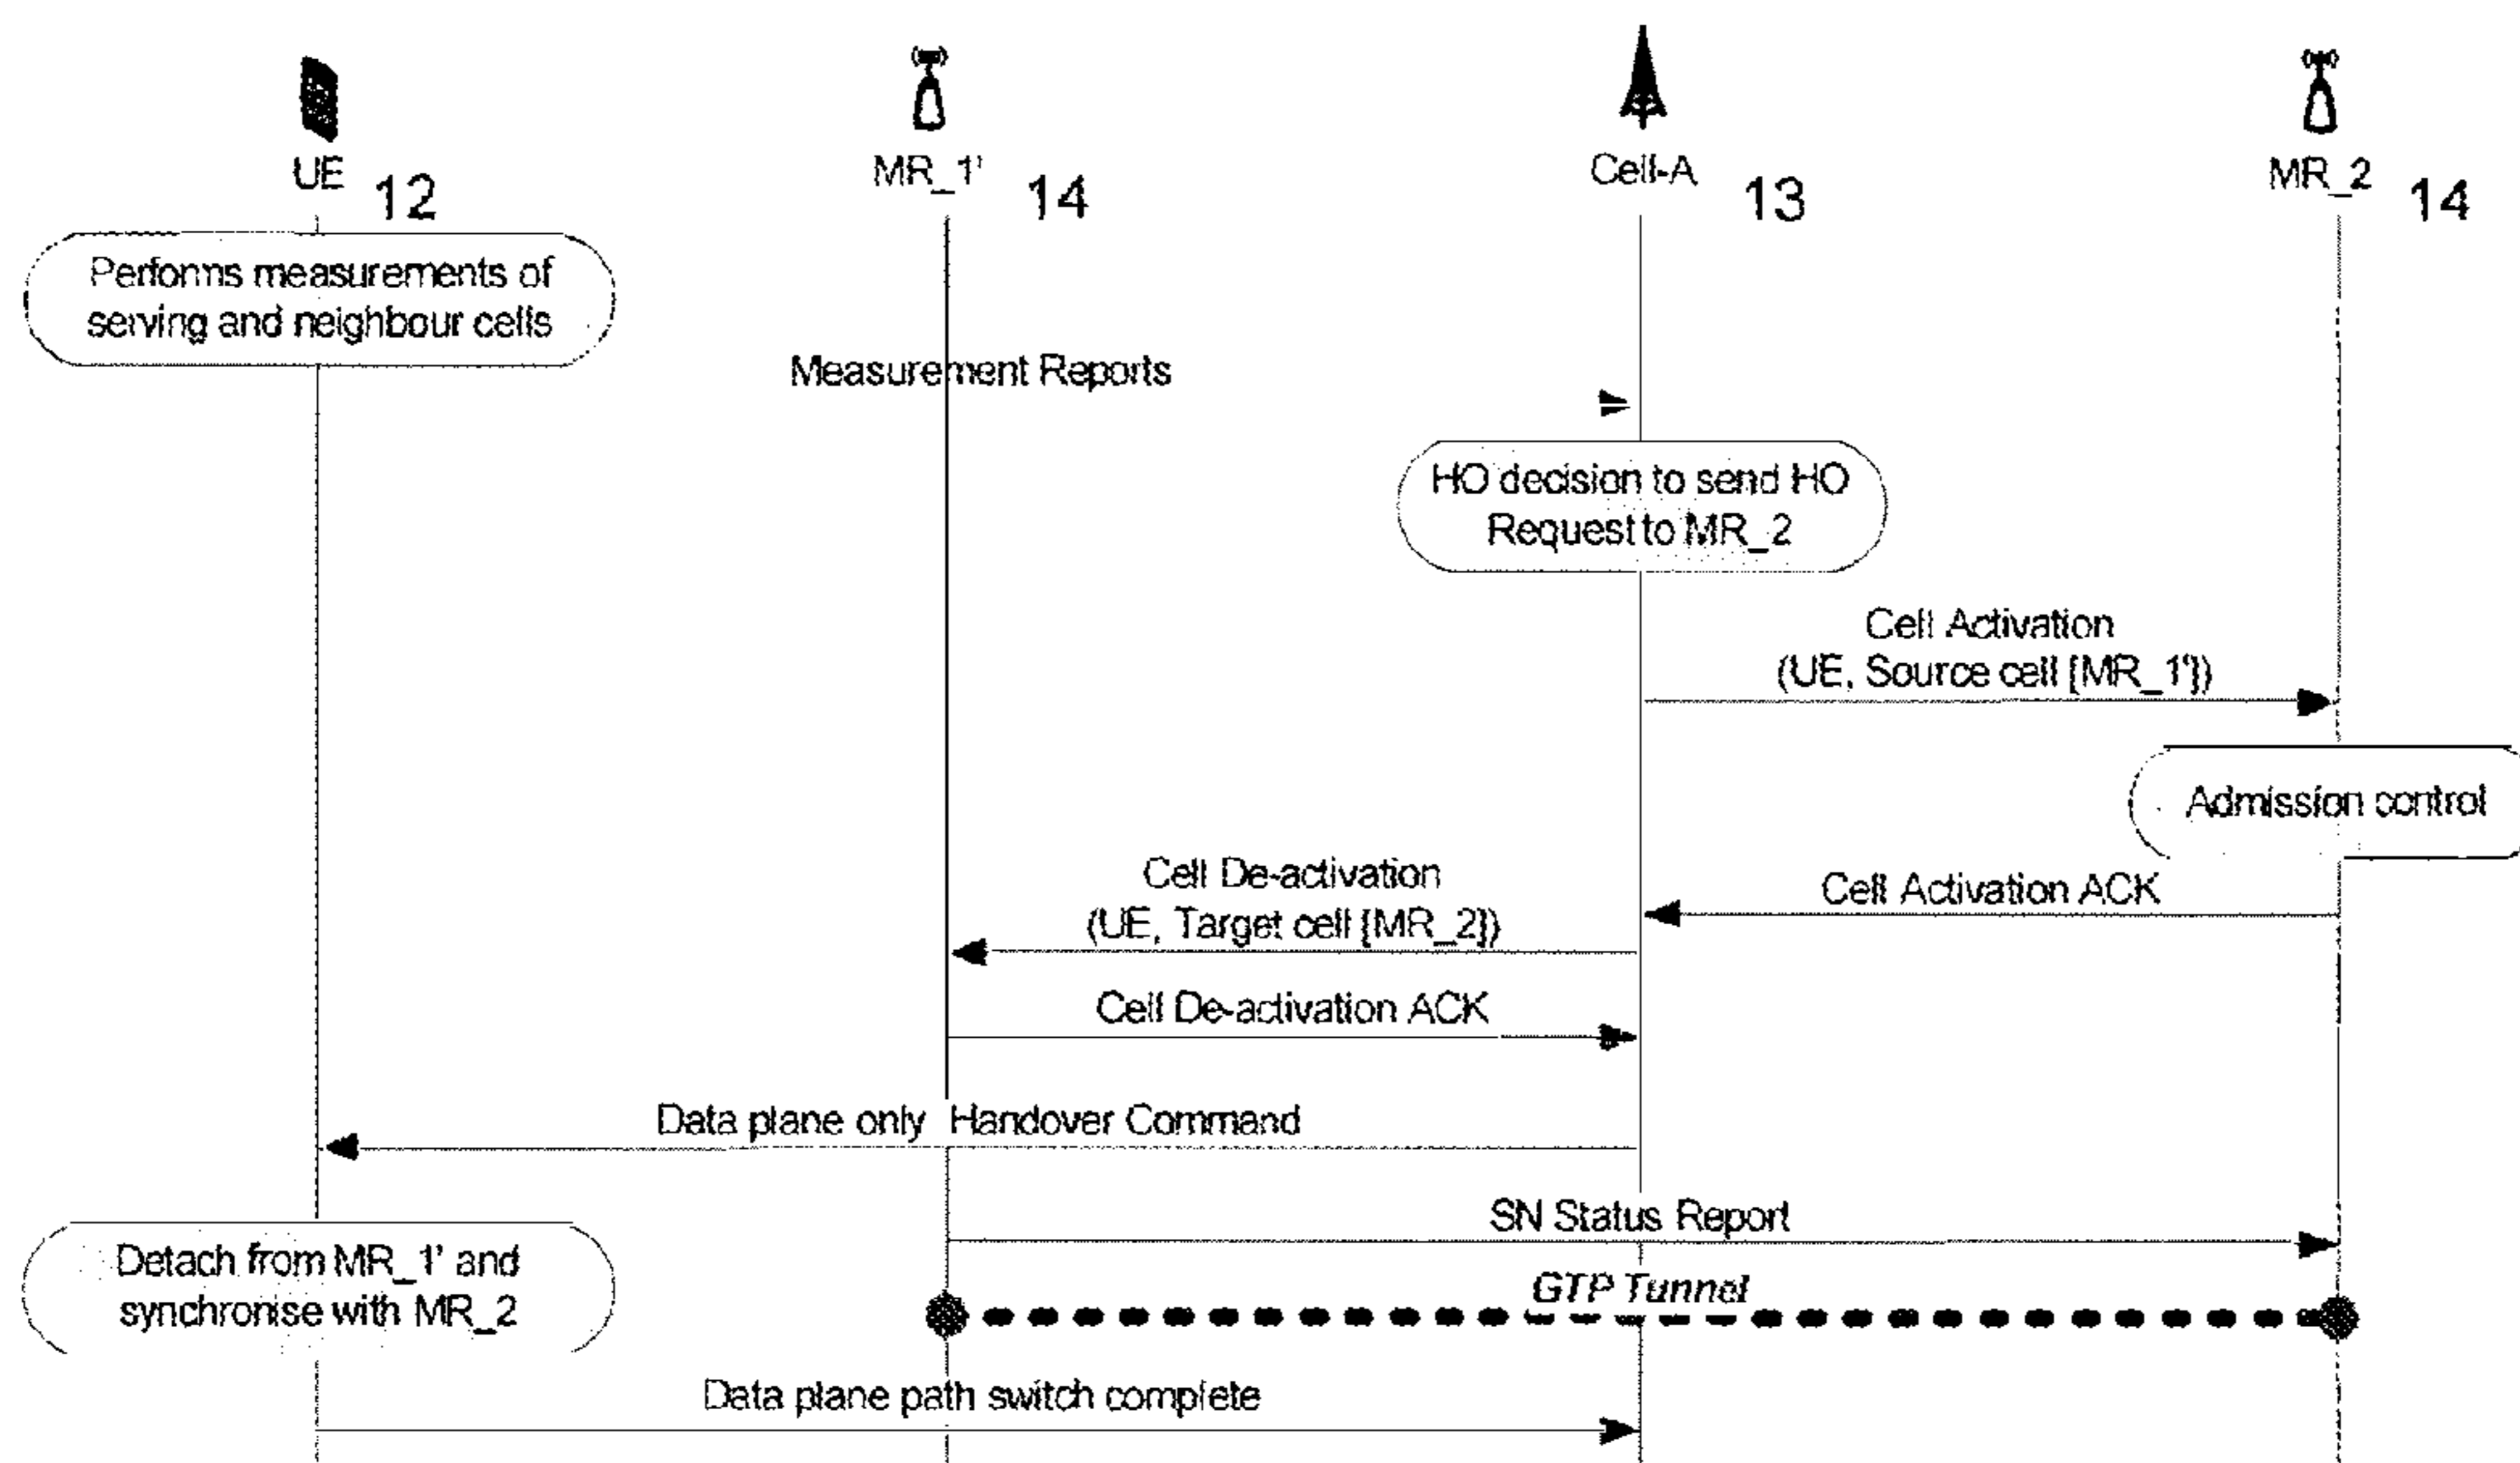 UE 12
MR_1' 14
Cell-A 13
MR_2 14
Performs measurements of
serving and neighbour cells
Measurement Reports
HO decision to send HO
Request to MR_2
Cell Activation
(UE, Source cell [MR_1'])
Admission control
Cell Activation ACK
Cell De-activation
(UE, Target cell [MR_2])
Cell De-activation ACK
Data plane only Handover Command
SN Status Report
Detach from MR_1' and
synchronise with MR_2
GTP Tunnel
Data plane path switch complete